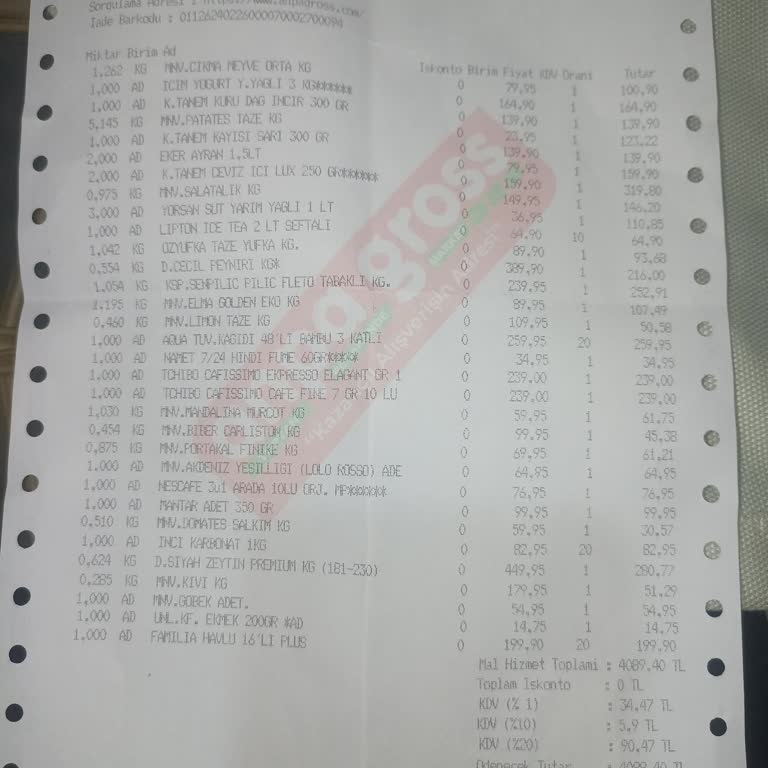 Sorgulama Adresi : https://www.anpagross.com/
Iade Barkodu : 01126240226000070002700094
Miktar Birim Ad Iskonto Birim Fiyat KDV Orani Tutar
1,262 KG MNV.CIKMA MEYVE ORTA KG 0 79,95 1 100,90
1,000 AD ICIM YOGURT Y.YAGLI 3 KG****** 0 164,90 1 164,90
1,000 AD K.TANEM KURU DAG INCIR 300 GR 0 139,90 1 139,90
5,145 KG MNV.PATATES TAZE KG 0 23,95 1 123,22
1,000 AD K.TANEM KAYISI SARI 300 GR 0 139,90 1 139,90
2,000 AD EKER AYRAN 1,5LT 0 79,95 1 159,90
2,000 AD K.TANEM CEVIZ ICI LUX 250 GR****** 0 159,90 1 319,80
0,975 KG MNV.SALATALIK KG 0 149,95 1 146,20
3,000 AD YORSAN SUT YARIM YAGLI 1 LT 0 36,95 1 110,85
1,000 AD LIPTON ICE TEA 2 LT SEFTALI 0 64,90 10 64,90
1,042 KG OZYUFKA TAZE YUFKA KG. 0 89,90 1 93,68
0,554 KG D.CECIL PEYNIRI KG* 0 389,90 1 216,00
1,054 KG KSP.SENPILIC PILIC FLETO TABAKLI KG. 0 239,95 1 252,91
1,195 KG MNV.ELMA GOLDEN EKO KG 0 89,95 1 107,49
0,460 KG MNV.LIMON TAZE KG 0 109,95 1 50,58
1,000 AD AQUA TUV.KAGIDI 48'LI BAMBU 3 KATLI 0 259,95 20 259,95
1,000 AD NAMET 7/24 HINDI FUME 60GR***** 0 34,95 1 34,95
1,000 AD TCHIBO CAFISSIMO EKPRESSO ELAGANT GR 1 0 239,00 1 239,00
1,000 AD TCHIBO CAFISSIMO CAFE FINE 7 GR 10 LU 0 239,00 1 239,00
1,030 KG MNV.MANDALINA MURCOT KG 0 59,95 1 61,75
0,454 KG MNV.BIBER CARLISTON KG 0 99,95 1 45,38
0,875 KG MNV.PORTAKAL FINIKE KG 0 69,95 1 61,21
1,000 AD MNV.AKDENIZ YESILLIGI (LOLO ROSSO) ADE 0 64,95 1 64,95
1,000 AD NESCAFE 3u1 ARADA 10LU ORJ. MP****** 0 76,95 1 76,95
1,000 AD MANTAR ADET 350 GR 0 99,95 1 99,95
0,510 KG MNV.DOMATES SALKIM KG 0 59,95 1 30,57
1,000 AD INCI KARBONAT 1KG 0 82,95 20 82,95
0,624 KG D.SIYAH ZEYTIN PREMIUM KG (181-230) 0 449,95 1 280,77
0,285 KG MNV.KIVI KG 0 179,95 1 51,29
1,000 AD MNV.GOBEK ADET. 0 54,95 1 54,95
1,000 AD UNL.KF. EKMEK 200GR *AD 0 14,75 1 14,75
1,000 AD FAMILIA HAVLU 16'LI PLUS 0 199,90 20 199,90
Mal Hizmet Toplami : 4089,40 TL
Toplam Iskonto : 0 TL
KDV (% 1) : 34,47 TL
KDV (%10) : 5,9 TL
KDV (%20) : 90,47 TL
Odenecek Tutar : 4089,40 TL
gross
"Kazançlı Alışverişin Adresi"